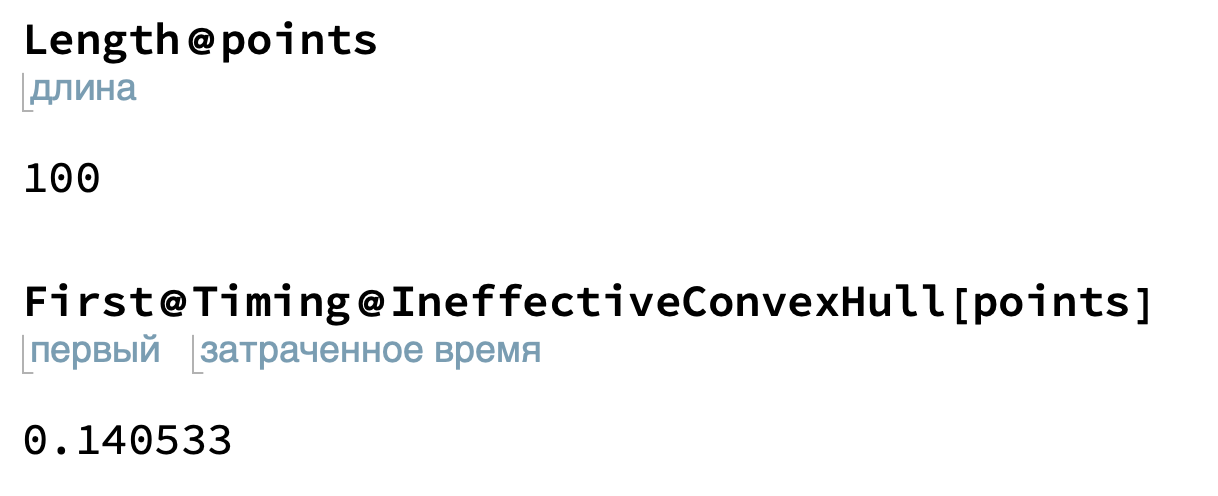 Length@points
длина
100
First@Timing@IneffectiveConvexHull[points]
первый затраченное время
0.140533